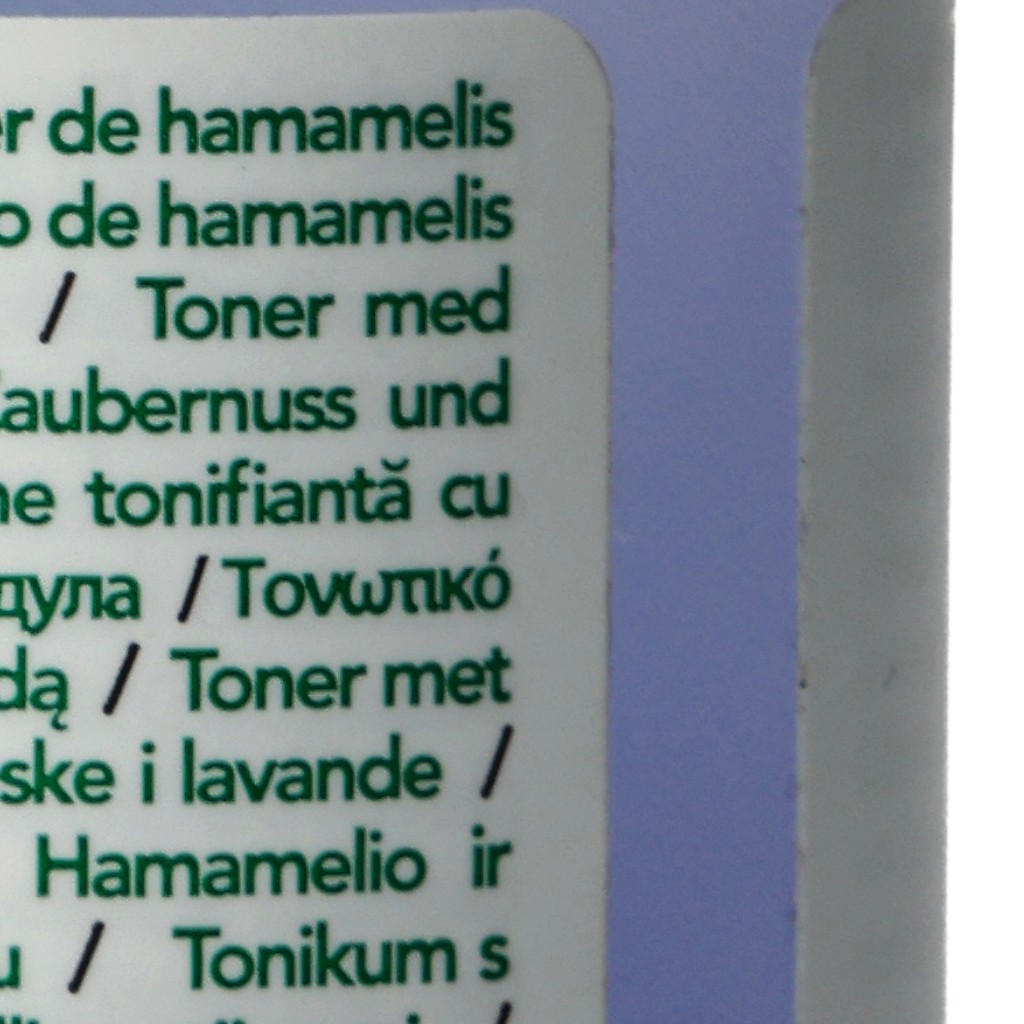 er de hamamelis
o de hamamelis
/ Toner med
aubernuss und
ne tonifiantă cu
дула / Τονωτικό
dą / Toner met
ske i lavande /
Hamamelio ir
u / Tonikum s